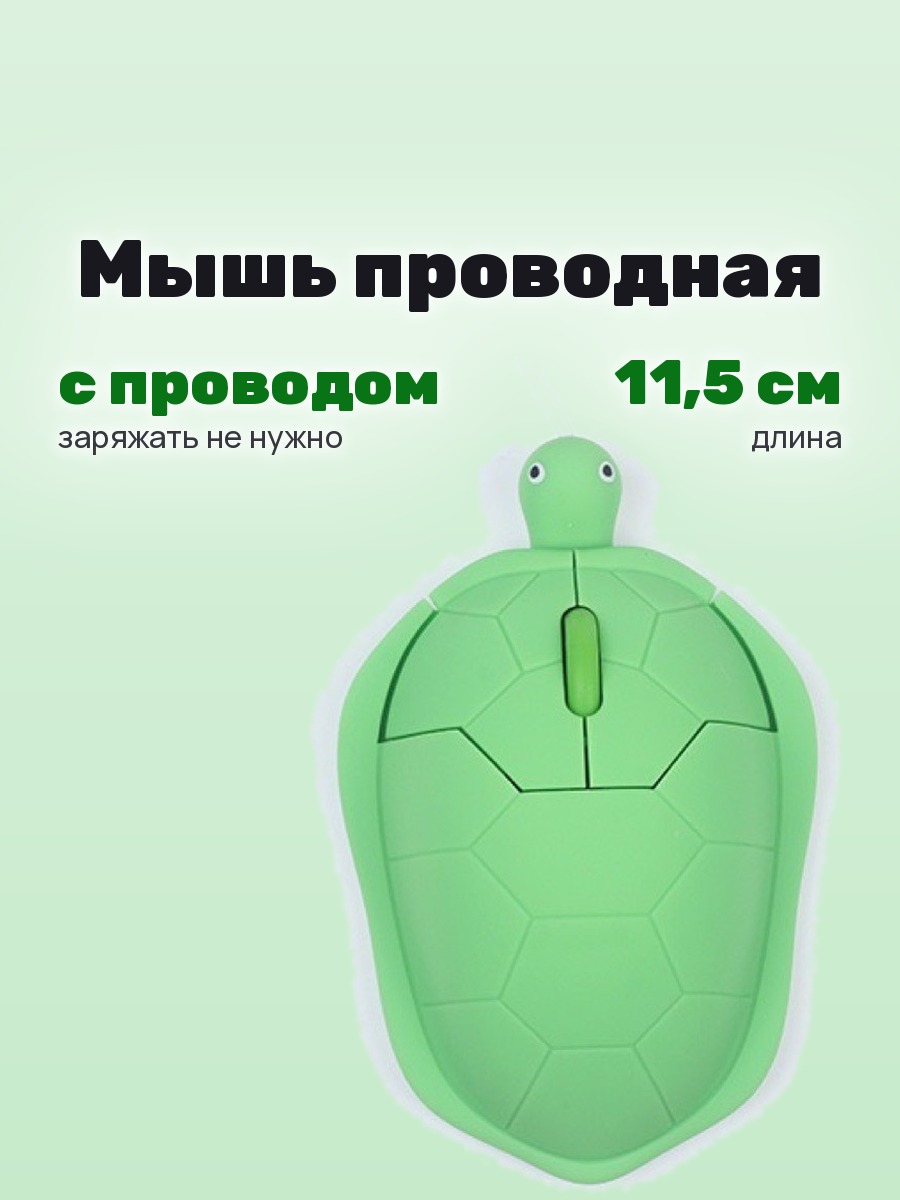 Мышь проводная
с проводом
заряжать не нужно
11,5 см
длина